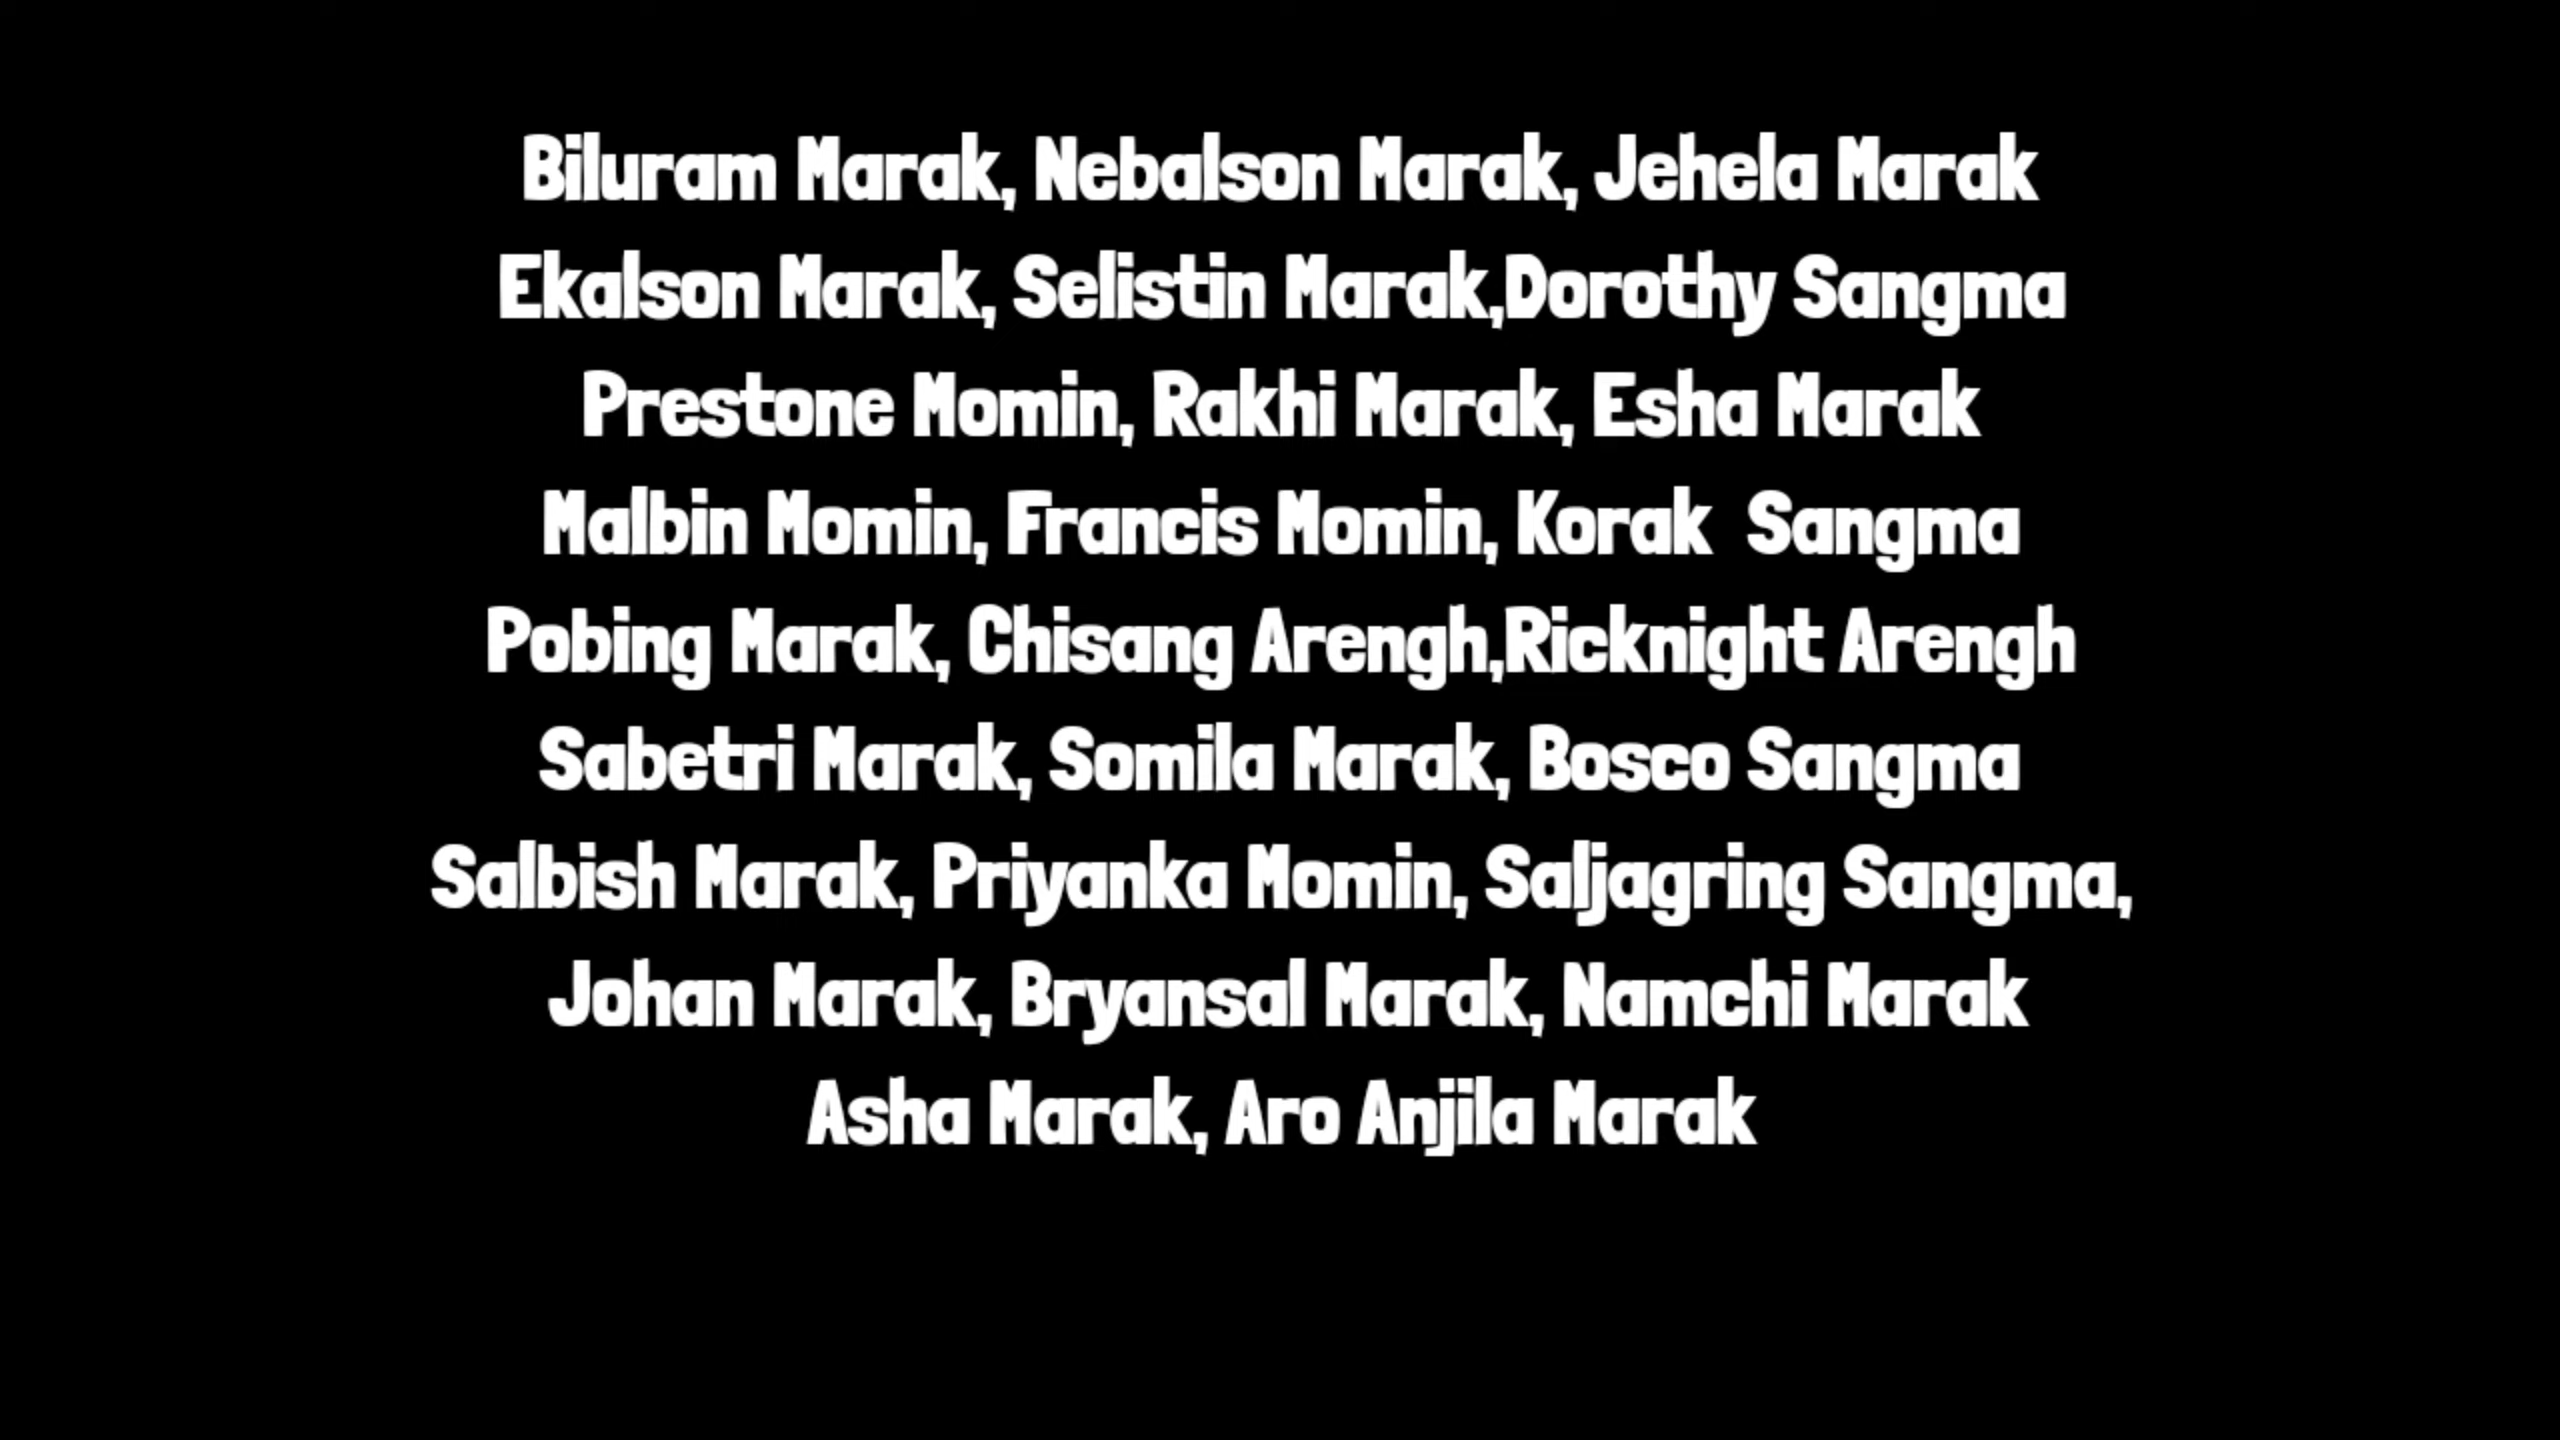 Biluram Marak, Nebalson Marak, Jehela Marak
Ekalson Marak, Selistin Marak,Dorothy Sangma
Prestone Momin, Rakhi Marak, Esha Marak
Malbin Momin, Francis Momin, Korak  Sangma
Pobing Marak, Chisang Arengh,Ricknight Arengh
Sabetri Marak, Somila Marak, Bosco Sangma
Salbish Marak, Priyanka Momin, Saljagring Sangma,
Johan Marak, Bryansal Marak, Namchi Marak
Asha Marak, Aro Anjila Marak